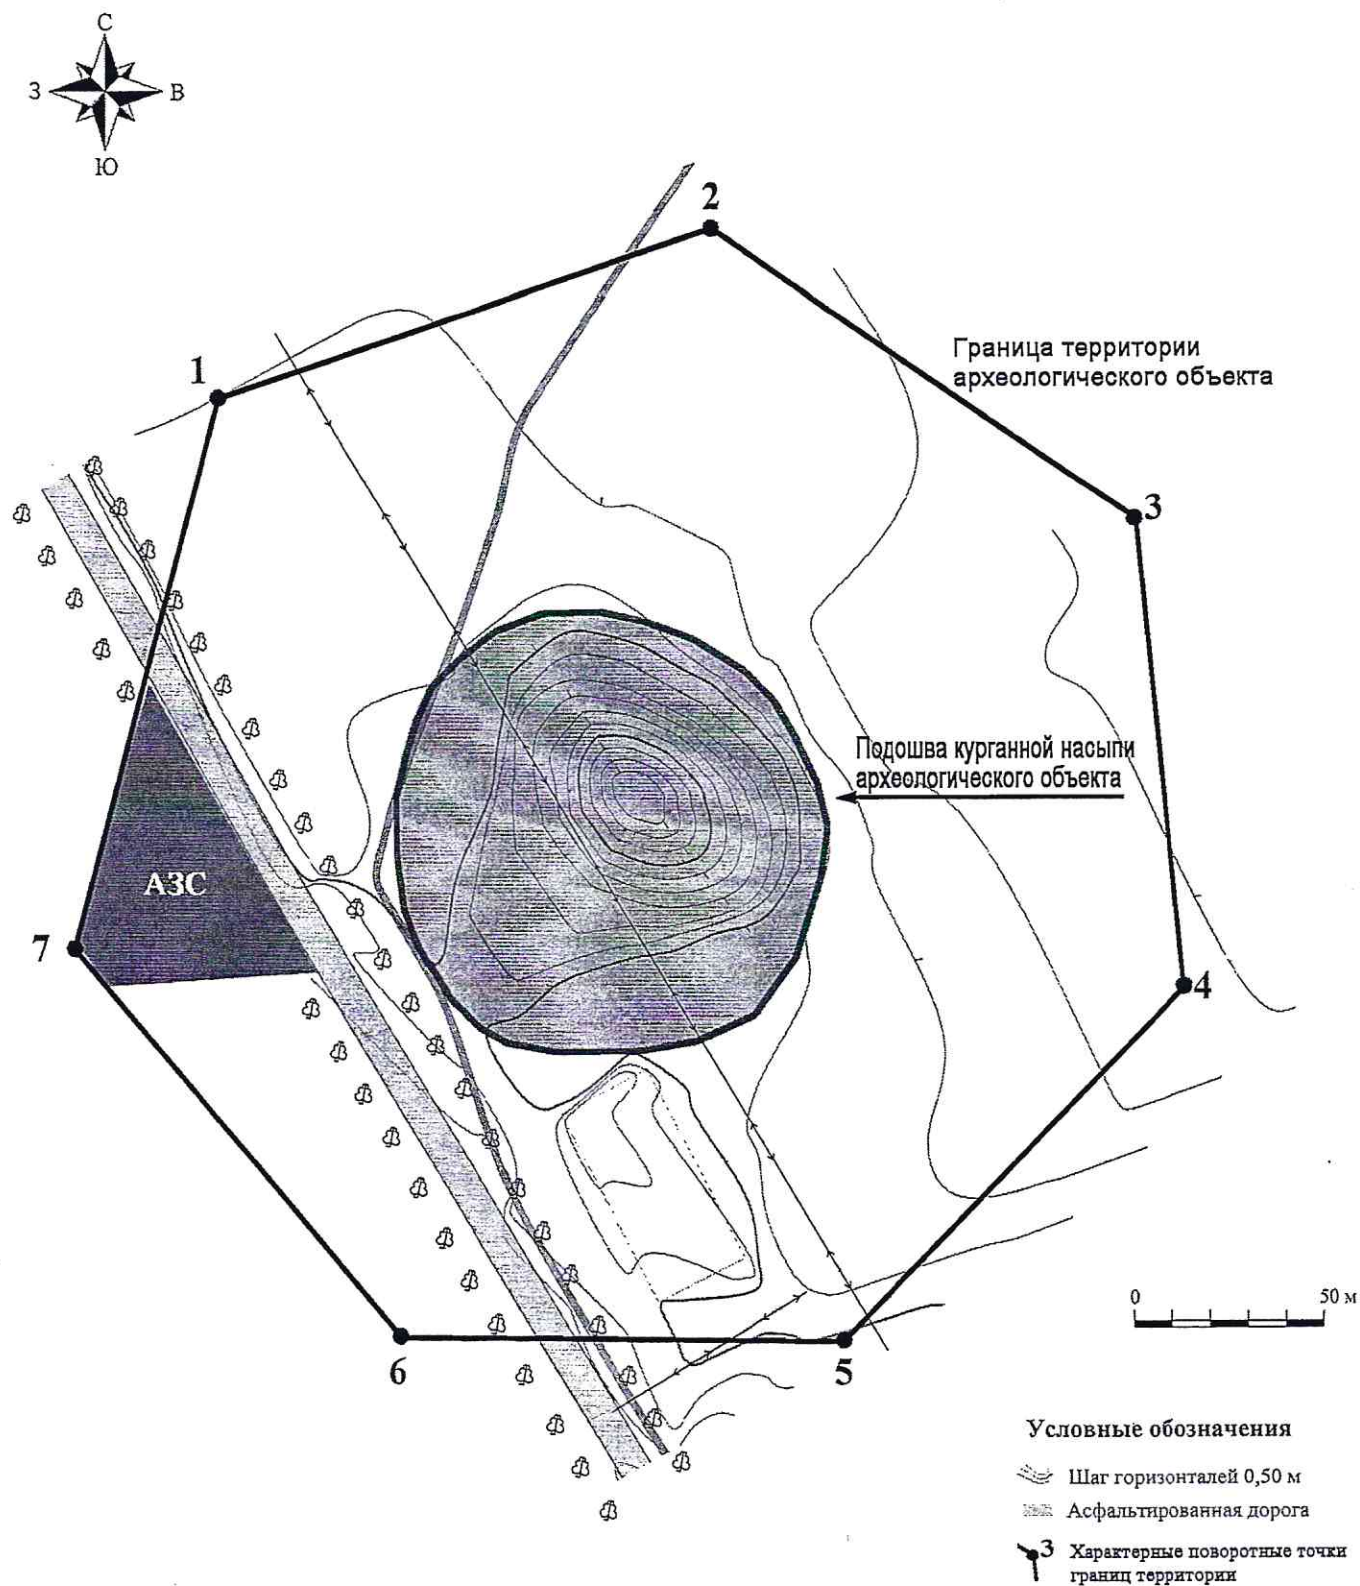 С
З
В
Ю
2
1
Граница территории
археологического объекта
3
Подошва курганной насыпи
археологического объекта
АЗС
7
4
0
50 м
6
5
Условные обозначения
Шаг горизонталей 0,50 м
Асфальтированная дорога
3
Характерные поворотные точки
границ территории